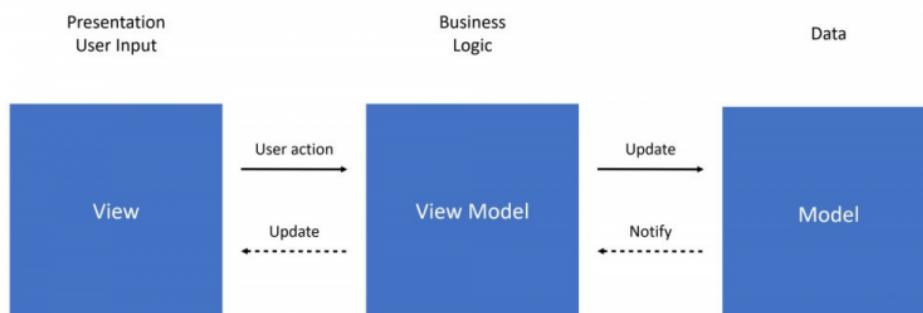 Presentation
User Input
Business
Logic
Data
View
User action
Update
View Model
Update
Notify
Model